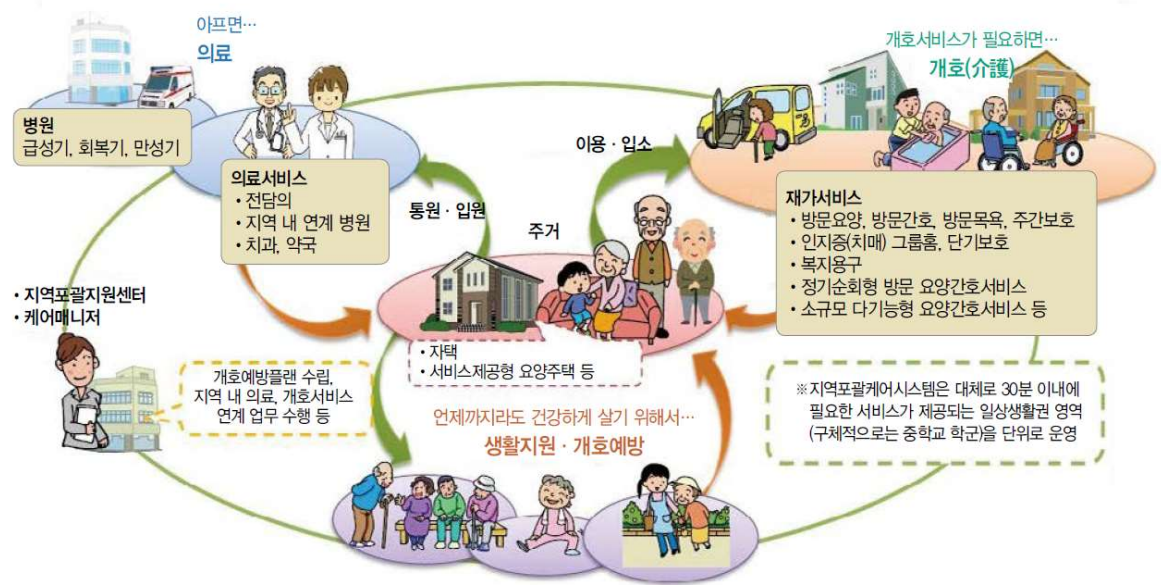 아프면…
의료
병원
급성기, 회복기, 만성기
의료서비스
• 전담의
• 지역 내 연계 병원
• 치과, 약국
통원 · 입원
개호서비스가 필요하면…
개호(介護)
이용 · 입소
재가서비스
• 방문요양, 방문간호, 방문목욕, 주간보호
• 인지증(치매) 그룹홈, 단기보호
• 복지용구
• 정기순회형 방문 요양간호서비스
• 소규모 다기능형 요양간호서비스 등
주거
• 자택
• 서비스제공형 요양주택 등
• 지역포괄지원센터
• 케어매니저
개호예방플랜 수립,
지역 내 의료, 개호서비스
연계 업무 수행 등
언제까지라도 건강하게 살기 위해서…
생활지원 · 개호예방
※ 지역포괄케어시스템은 대체로 30분 이내에
필요한 서비스가 제공되는 일상생활권 영역
(구체적으로는 중학교 학군)을 단위로 운영